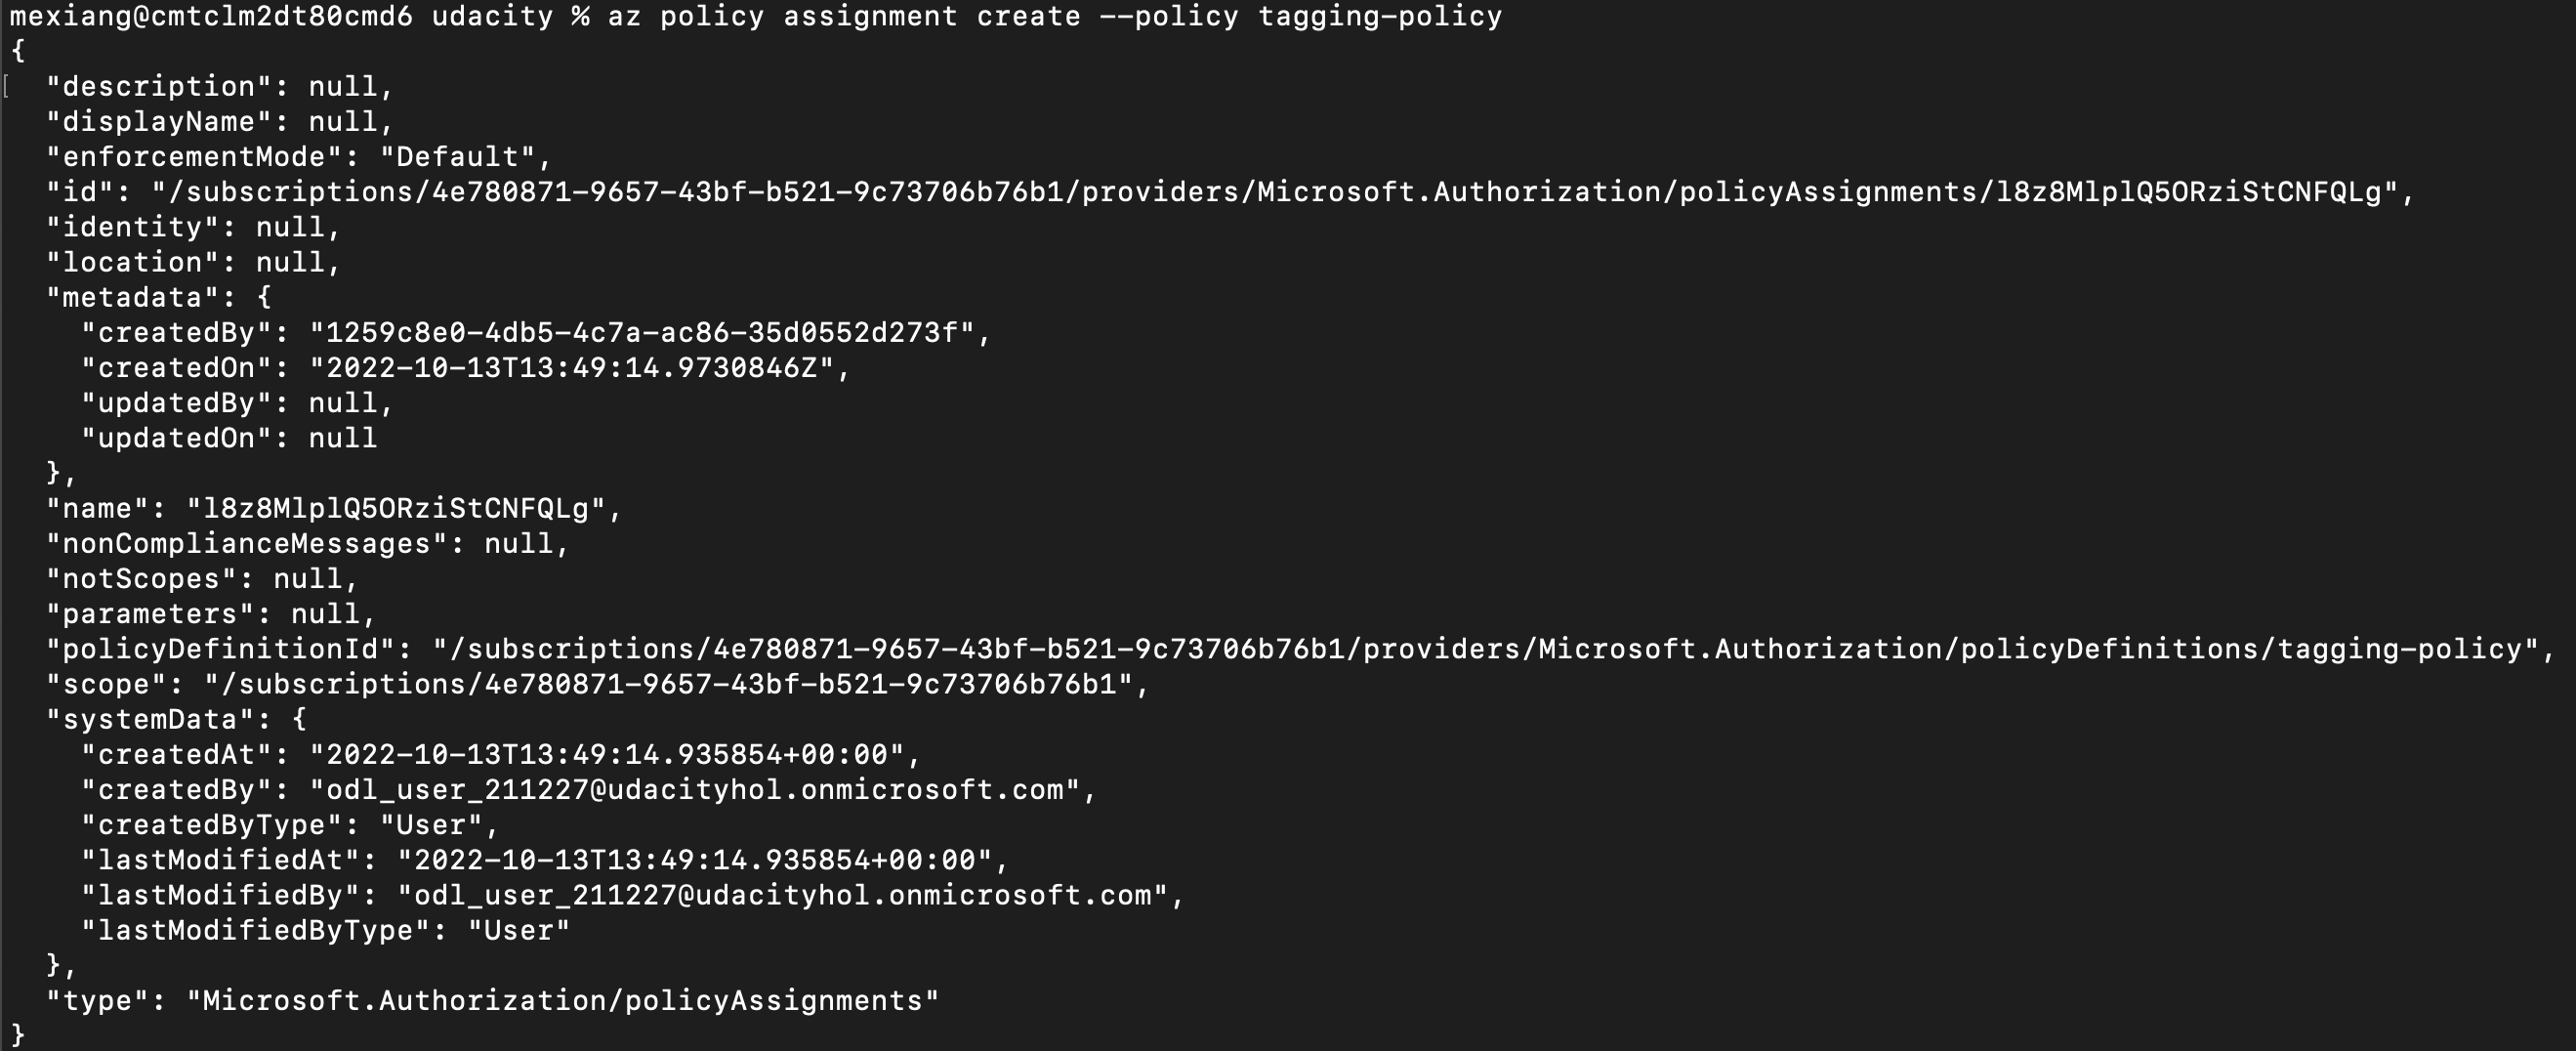 mexiang@cmtclm2dt80cmd6 udacity % az policy assignment create --policy tagging-policy
{
  "description": null,
  "displayName": null,
  "enforcementMode": "Default",
  "id": "/subscriptions/4e780871-9657-43bf-b521-9c73706b76b1/providers/Microsoft.Authorization/policyAssignments/l8z8MlplQ5ORziStCNFQLg",
  "identity": null,
  "location": null,
  "metadata": {
    "createdBy": "1259c8e0-4db5-4c7a-ac86-35d0552d273f",
    "createdOn": "2022-10-13T13:49:14.9730846Z",
    "updatedBy": null,
    "updatedOn": null
  },
  "name": "l8z8MlplQ5ORziStCNFQLg",
  "nonComplianceMessages": null,
  "notScopes": null,
  "parameters": null,
  "policyDefinitionId": "/subscriptions/4e780871-9657-43bf-b521-9c73706b76b1/providers/Microsoft.Authorization/policyDefinitions/tagging-policy",
  "scope": "/subscriptions/4e780871-9657-43bf-b521-9c73706b76b1",
  "systemData": {
    "createdAt": "2022-10-13T13:49:14.935854+00:00",
    "createdBy": "odl_user_211227@udacityhol.onmicrosoft.com",
    "createdByType": "User",
    "lastModifiedAt": "2022-10-13T13:49:14.935854+00:00",
    "lastModifiedBy": "odl_user_211227@udacityhol.onmicrosoft.com",
    "lastModifiedByType": "User"
  },
  "type": "Microsoft.Authorization/policyAssignments"
}